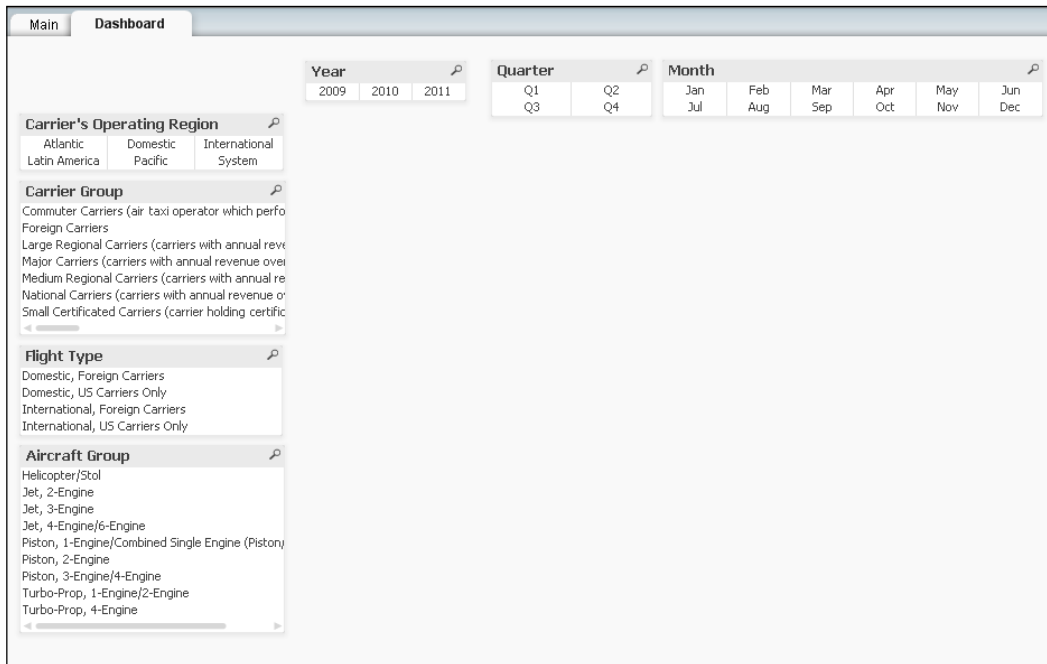 Main Dashboard
Year
2009 2010 2011
Quarter
Q1 Q2
Q3 Q4
Month
Jan Feb Mar Apr May Jun
Jul Aug Sep Oct Nov Dec
Carrier's Operating Region
Atlantic Domestic International
Latin America Pacific System
Carrier Group
Commuter Carriers (air taxi operator which perfo
Foreign Carriers
Large Regional Carriers (carriers with annual reve
Major Carriers (carriers with annual revenue over
Medium Regional Carriers (carriers with annual re
National Carriers (carriers with annual revenue o
Small Certificated Carriers (carrier holding certific
Flight Type
Domestic, Foreign Carriers
Domestic, US Carriers Only
International, Foreign Carriers
International, US Carriers Only
Aircraft Group
Helicopter/Stol
Jet, 2-Engine
Jet, 3-Engine
Jet, 4-Engine/6-Engine
Piston, 1-Engine/Combined Single Engine (Piston/
Piston, 2-Engine
Piston, 3-Engine/4-Engine
Turbo-Prop, 1-Engine/2-Engine
Turbo-Prop, 4-Engine